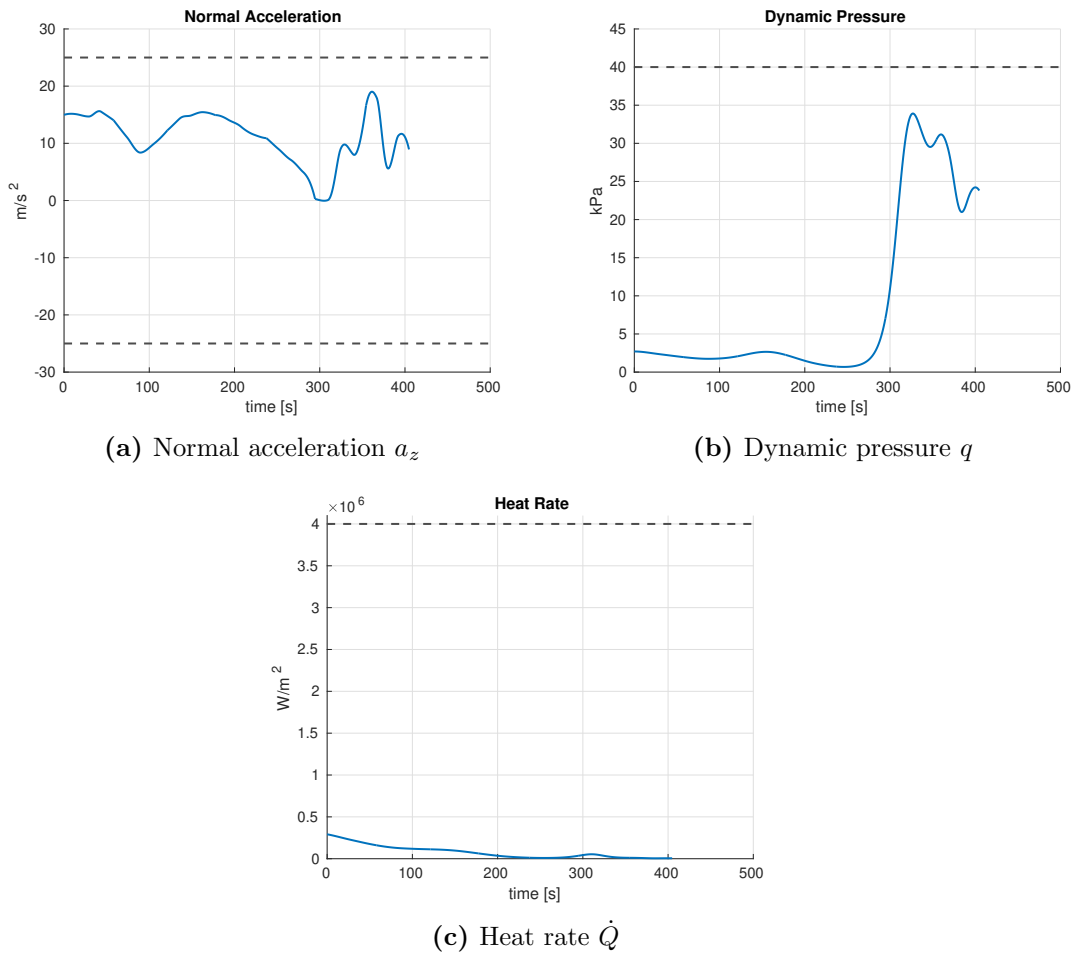 Normal Acceleration
30
20
10
0
-10
-20
-30
m/s 2
0 100 200 300 400 500
time [s]
(a) Normal acceleration az
Dynamic Pressure
45
40
35
30
25
20
15
10
5
0
kPa
0 100 200 300 400 500
time [s]
(b) Dynamic pressure q
Heat Rate
×10 6
4
3.5
3
2.5
2
1.5
1
0.5
0
W/m 2
0 100 200 300 400 500
time [s]
(c) Heat rate Q̇